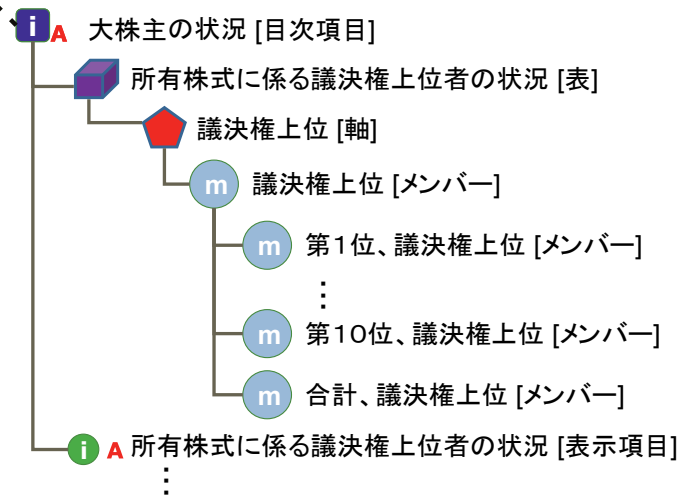 i A 大株主の状況 [目次項目]
所有株式に係る議決権上位者の状況 [表]
議決権上位 [軸]
m 議決権上位 [メンバー]
m 第1位、議決権上位 [メンバー]
⋮
m 第10位、議決権上位 [メンバー]
m 合計、議決権上位 [メンバー]
i A 所有株式に係る議決権上位者の状況 [表示項目]
⋮